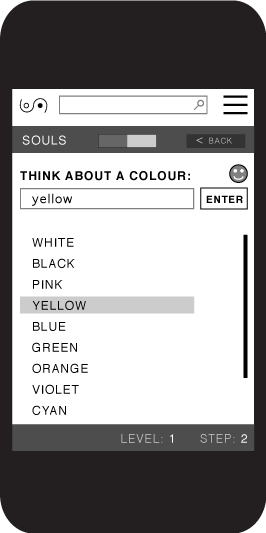 SOULS
< BACK
THINK ABOUT A COLOUR:
yellow
ENTER
WHITE
BLACK
PINK
YELLOW
BLUE
GREEN
ORANGE
VIOLET
CYAN
LEVEL: 1 STEP: 2